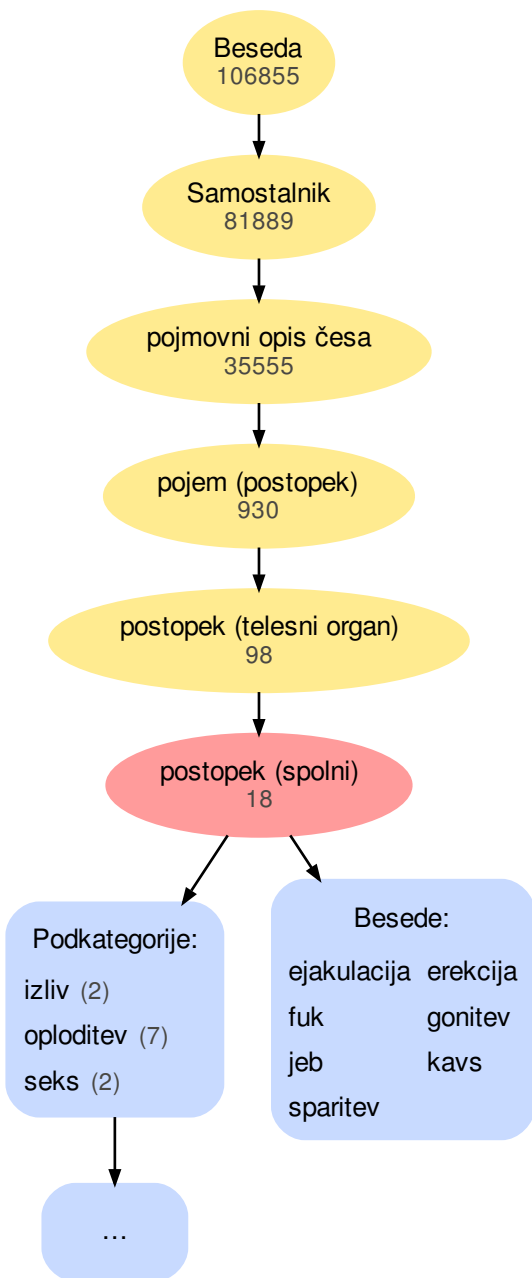 Beseda
106855
Samostalnik
81889
pojmovni opis česa
35555
pojem (postopek)
930
postopek (telesni organ)
98
postopek (spolni)
18
Podkategorije:
izliv (2)
oploditev (7)
seks (2)
Besede:
ejakulacija erekcija
fuk gonitev
jeb kavs
sparitev
...